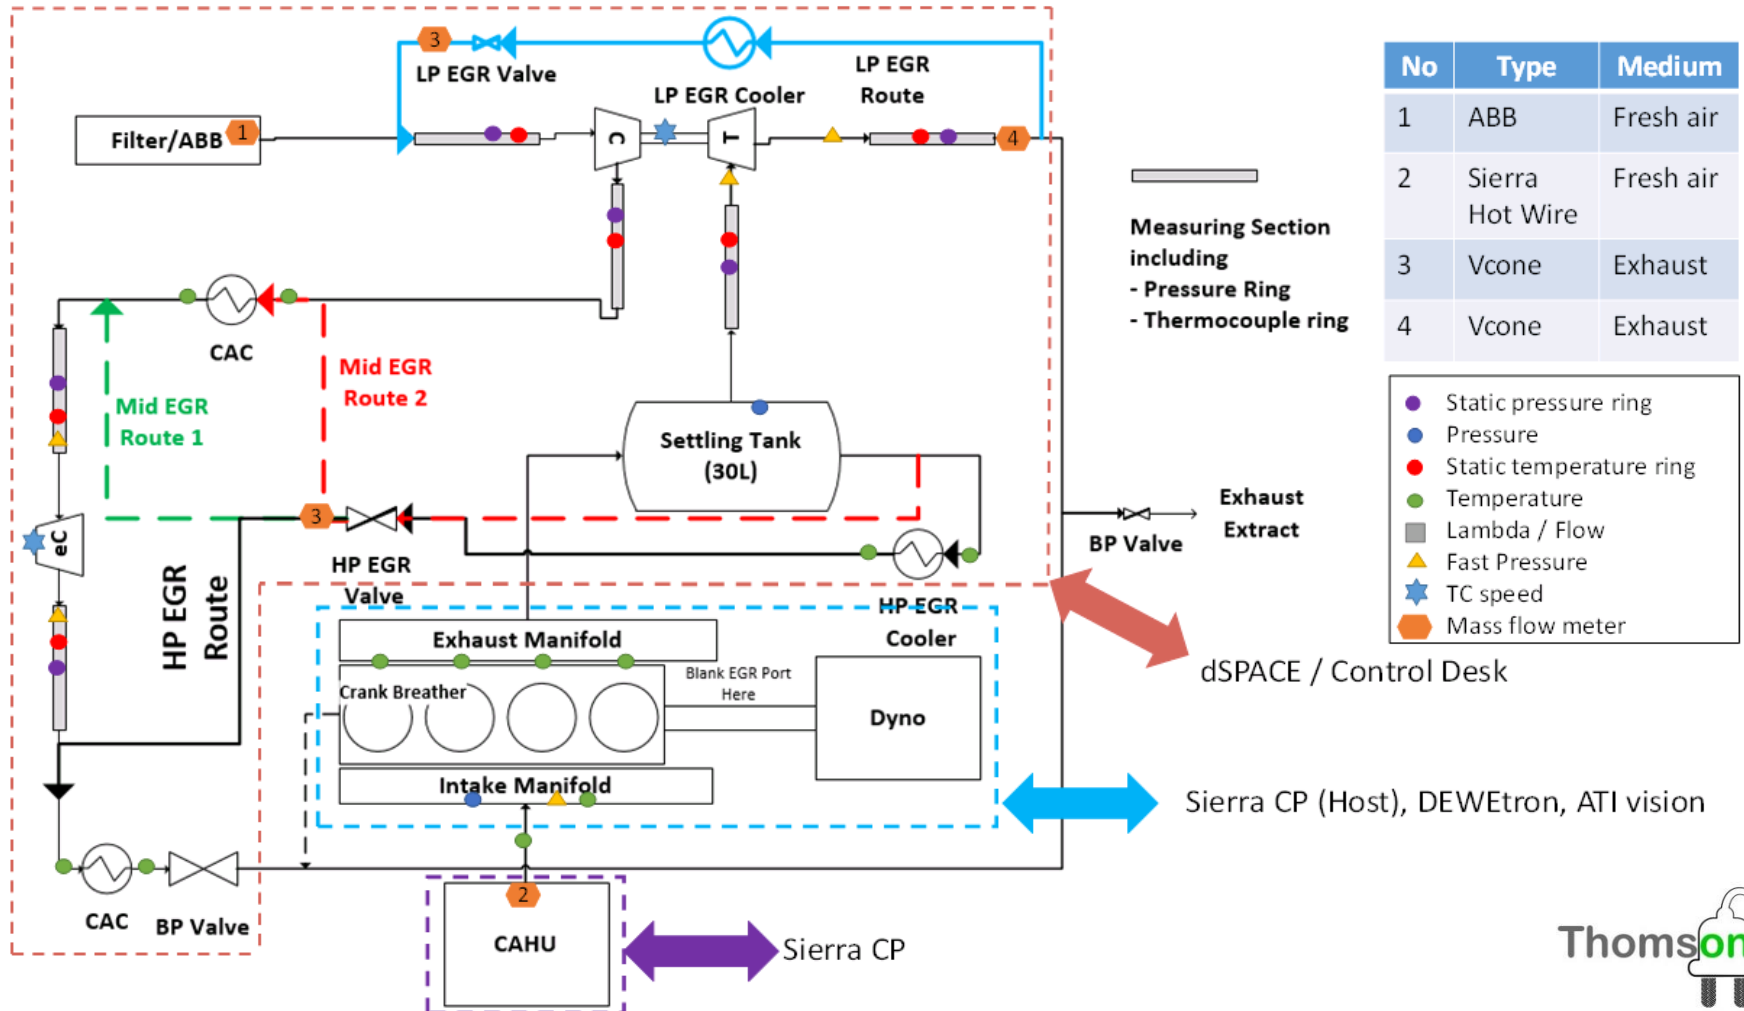 3
LP EGR Valve
LP EGR
Route
LP EGR Cooler
Filter/ABB
1
C
T
4
CAC
Mid EGR
Route 1
Mid EGR
Route 2
Settling Tank
(30L)
3
HP EGR
Valve
eC
HP EGR
Route
HP EGR
Cooler
BP Valve
Exhaust
Extract
Exhaust Manifold
Crank Breather
Blank EGR Port
Here
Dyno
Intake Manifold
CAC
BP Valve
2
CAHU
Sierra CP
Sierra CP (Host), DEWEtron, ATI vision
dSPACE / Control Desk
Measuring Section
including
- Pressure Ring
- Thermocouple ring
No Type Medium
1 ABB Fresh air
2 Sierra Fresh air
Hot Wire
3 Vcone Exhaust
4 Vcone Exhaust
Static pressure ring
Pressure
Static temperature ring
Temperature
Lambda / Flow
Fast Pressure
TC speed
Mass flow meter
Thomson